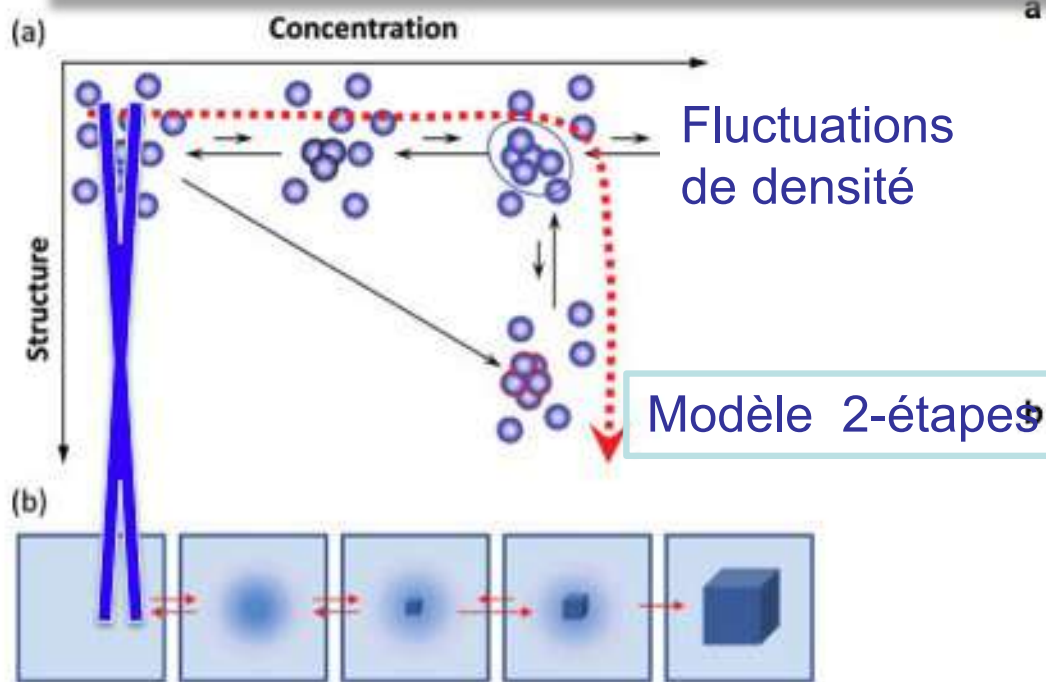 a
(a)
Concentration
Fluctuations
de densité
Structure
Modèle 2-étapes
b
(b)